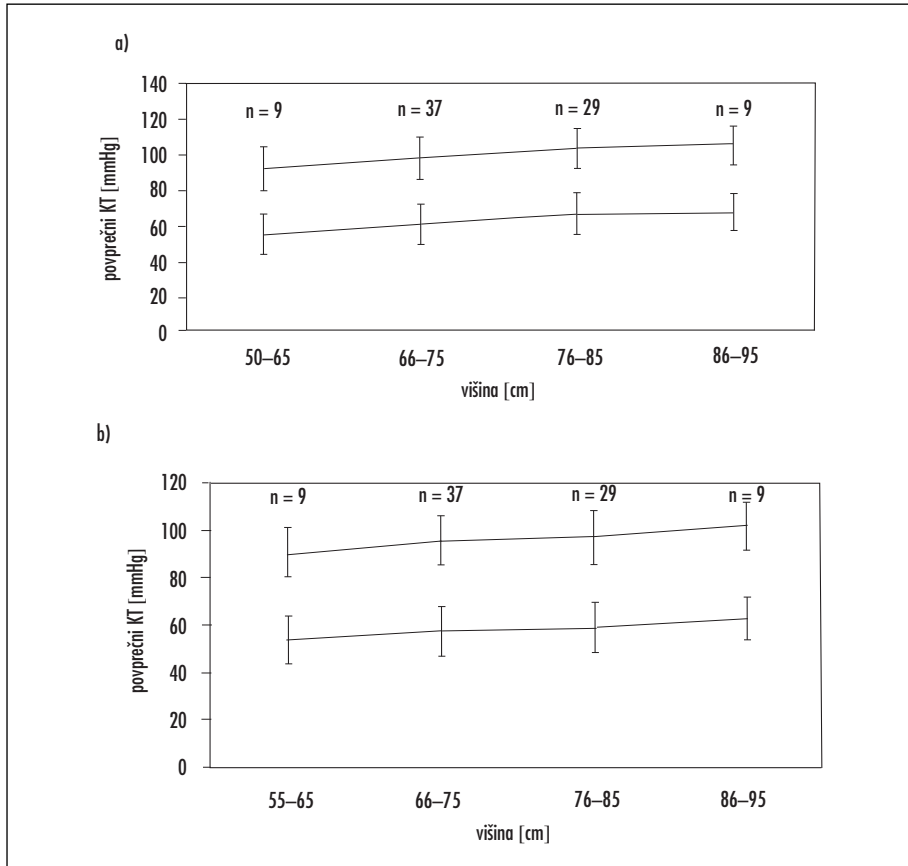 a)
140
120
100
80
60
40
20
0
povprečni KT [mmHg]
n = 9 n = 37 n = 29 n = 9
50–65 66–75 76–85 86–95
višina [cm]
b)
120
100
80
60
40
20
0
povprečni KT [mmHg]
n = 9 n = 37 n = 29 n = 9
55–65 66–75 76–85 86–95
višina [cm]